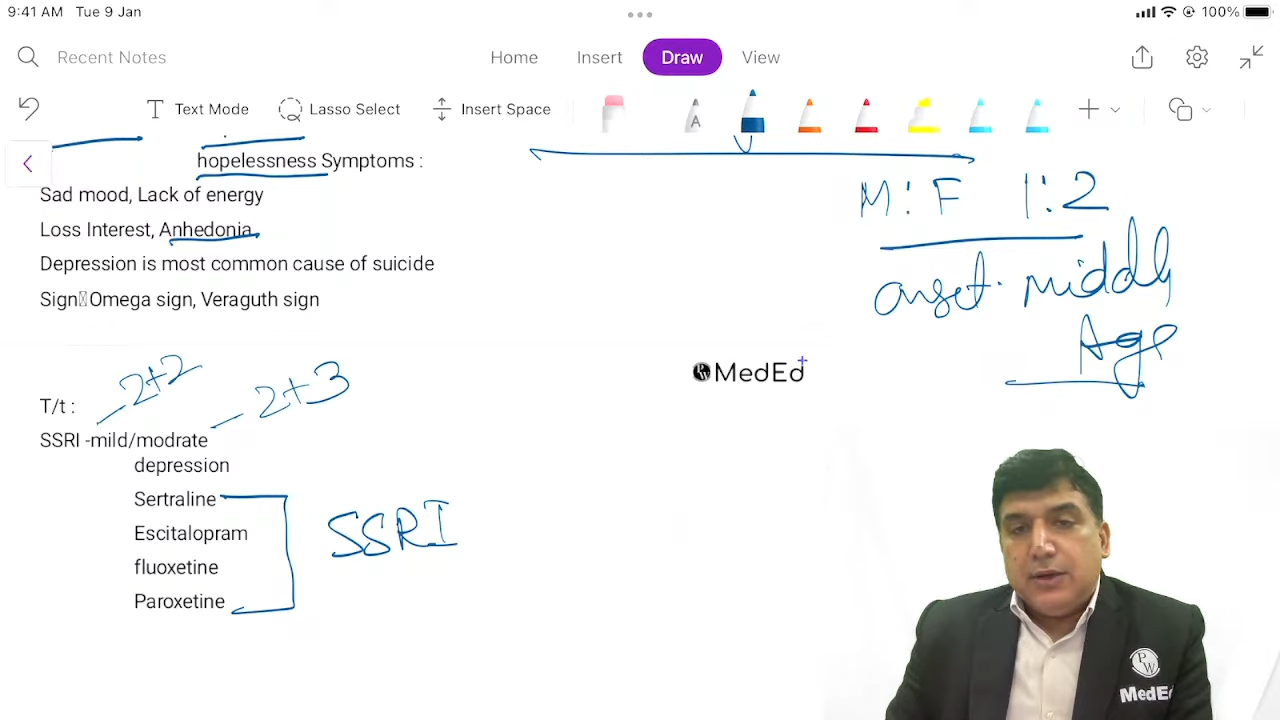 9:41 AM Tue 9 Jan
100%
Recent Notes
Home Insert Draw View
Text Mode Lasso Select Insert Space
A
hopelessness Symptoms :
Sad mood, Lack of energy
Loss Interest, Anhedonia
Depression is most common cause of suicide
Sign Omega sign, Veraguth sign
M : F 1 : 2
onset. middle
Age
PW MedEd
2+2
2+3
T/t :
SSRI -mild/modrate
depression
Sertraline
Escitalopram
fluoxetine
Paroxetine
SSRI
PW
MedEd